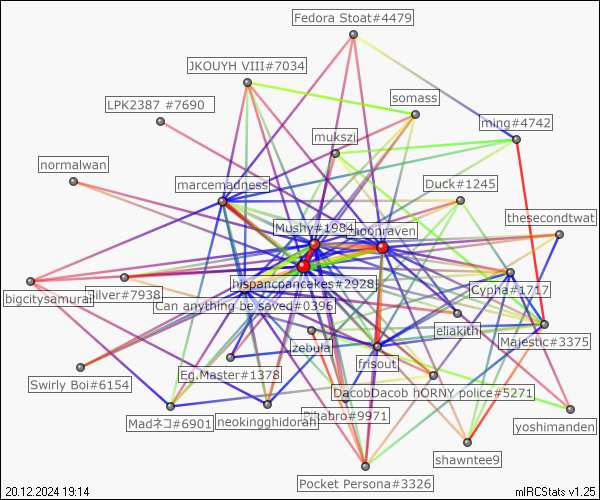 Fedora Stoat#4479
JKOUYH VIII#7034
somass
LPK2387 #7690
ming#4742
mukszi
normalwan
marcemadness
Duck#1245
thesecondtwat
Mushy#1984
moonraven
hispancpancakes#2928
Cypha#1717
bigcitysamurai
silver#7938
Can anything be saved#0396
eliakith
Majestic#3375
zebula
frisout
Eg.Master#1378
Swirly Boi#6154
DacobDacob hORNY police#5271
Madネコ#6901
neokingghidorah
#9971
yoshimanden
shawntee9
Pocket Persona#3326
20.12.2024 19:14
mIRCStats v1.25